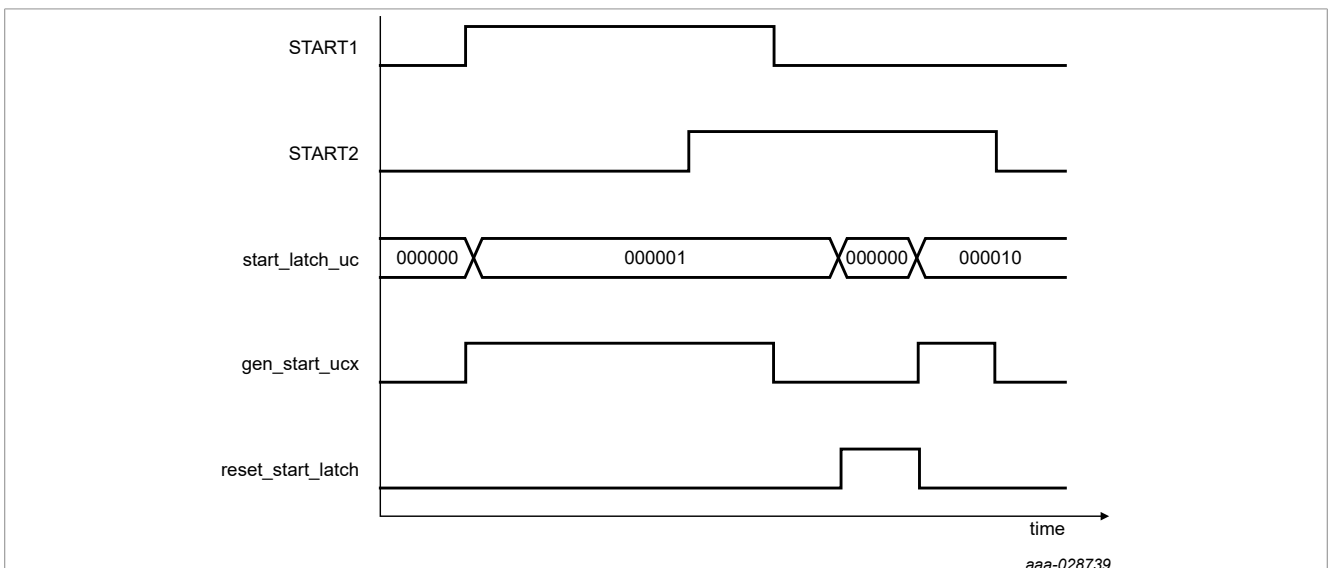 START1
START2
start_latch_uc
000000 000001 000000 000010
gen_start_ucx
reset_start_latch
time
aaa-028739